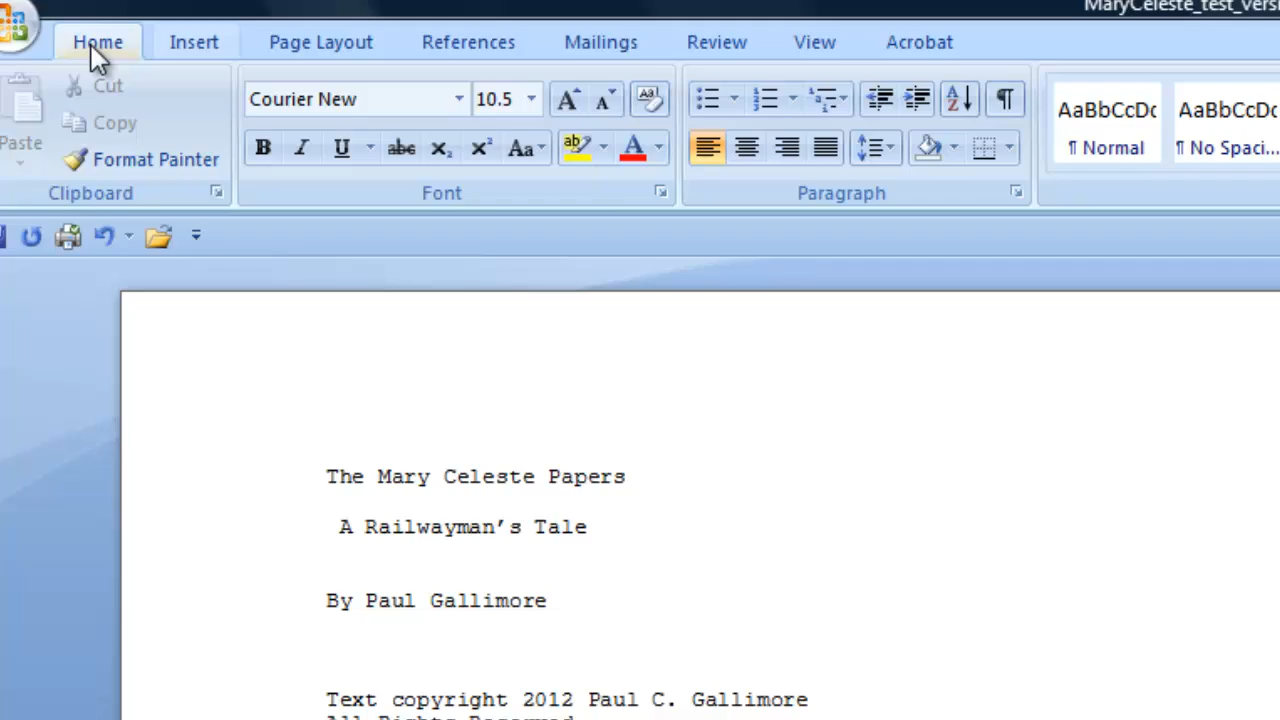 MaryCeleste_test_versi
Home Insert Page Layout References Mailings Review View Acrobat
Cut
Copy
Paste
Format Painter
Clipboard
Courier New 10.5
Font
Paragraph
AaBbCcDc AaBbCcDc
¶ Normal ¶ No Spaci...
The Mary Celeste Papers
A Railwayman’s Tale
By Paul Gallimore
Text copyright 2012 Paul C. Gallimore
All Rights Reserved